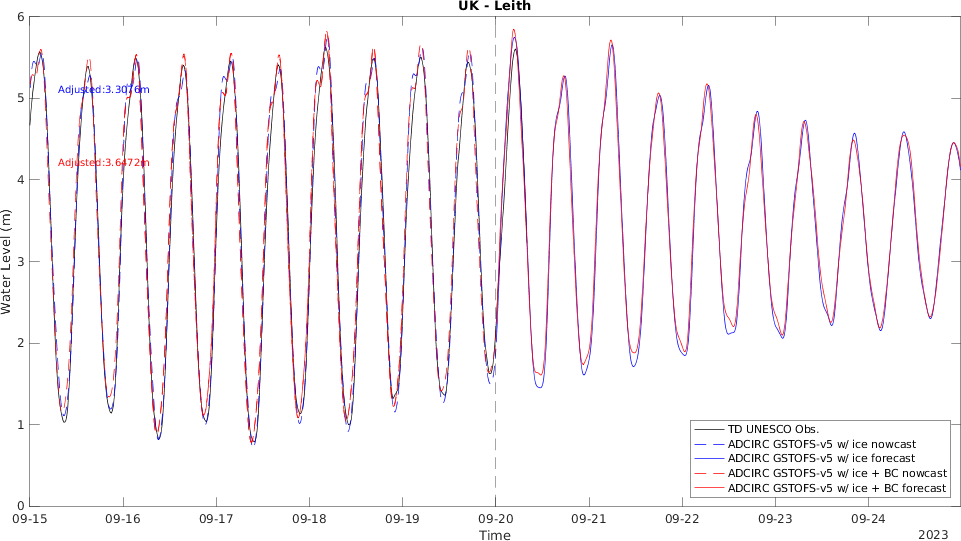 UK - Leith
6
5
4
3
2
1
0
Water Level (m)
Adjusted:3.3076m
Adjusted:3.6472m
TD UNESCO Obs.
ADCIRC GSTOFS-v5 w/ ice nowcast
ADCIRC GSTOFS-v5 w/ ice forecast
ADCIRC GSTOFS-v5 w/ ice + BC nowcast
ADCIRC GSTOFS-v5 w/ ice + BC forecast
09-15 09-16 09-17 09-18 09-19 09-20 09-21 09-22 09-23 09-24
Time
2023